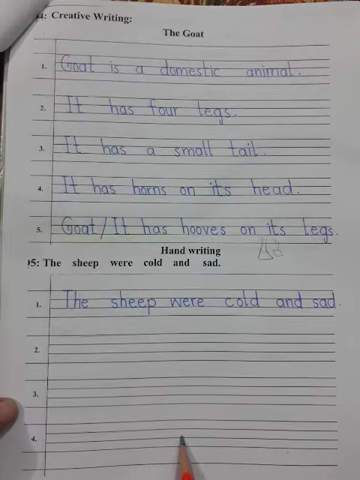 4: Creative Writing:
The Goat
1. Goat is a domestic animal.
2. It has four legs.
3. It has a small tail.
4. It has horns on its head.
5. Goat/It has hooves on its legs.
Hand writing
05: The sheep were cold and sad.
1. The sheep were cold and sad.
2.
3.
4.